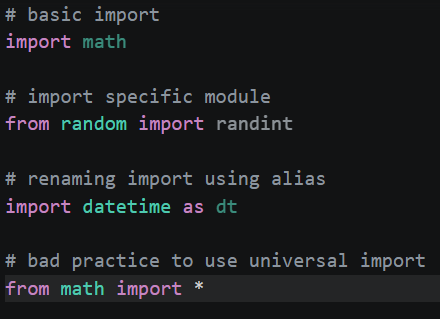 # basic import
import math
# import specific module
from random import randint
# renaming import using alias
import datetime as dt
# bad practice to use universal import
from math import *